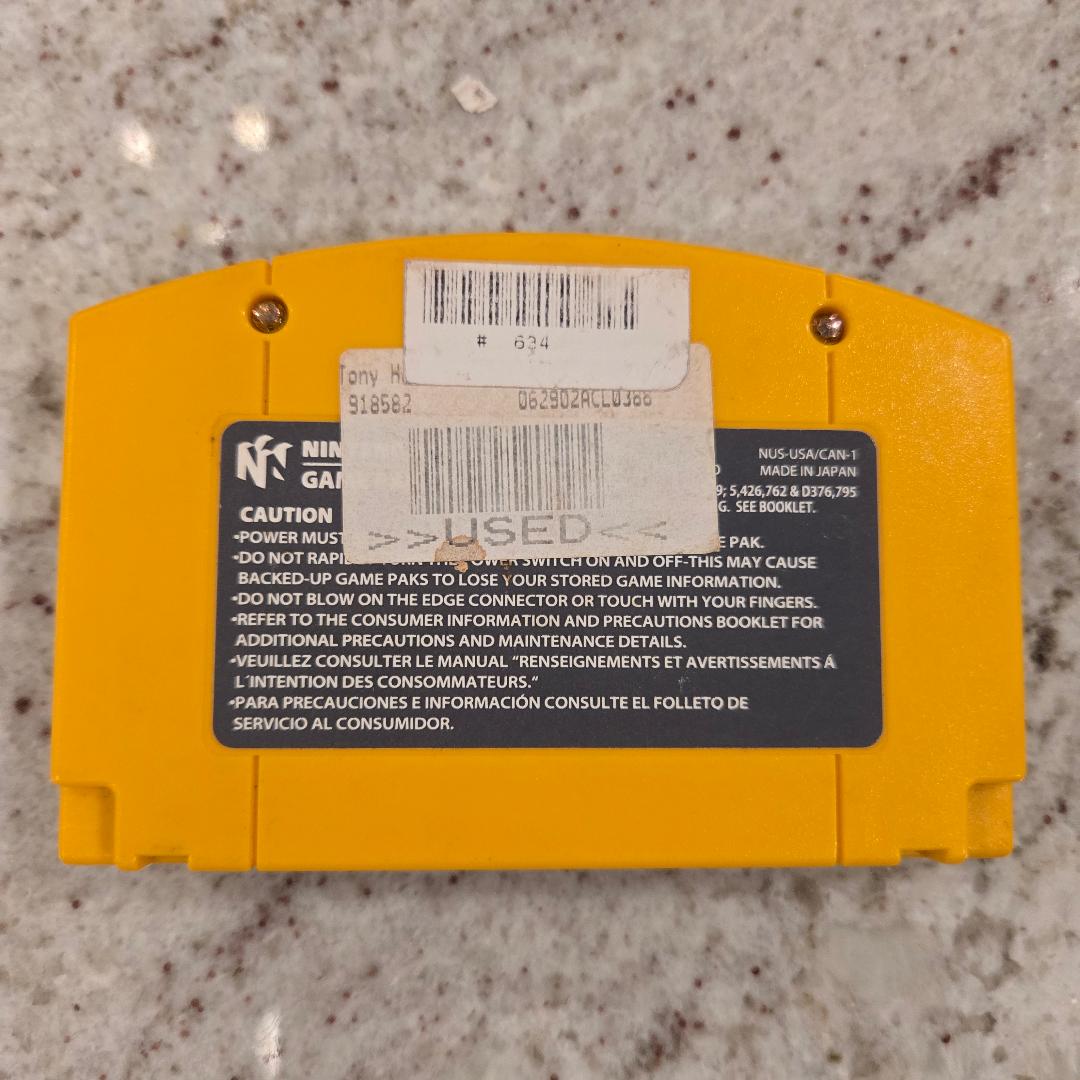 # 634
Tony
918582 062902ACL0388
NUS-USA/CAN-1
MADE IN JAPAN
9; 5,426,762 & D376,795
G. SEE BOOKLET.
>>USED<<
CAUTION
•POWER MUST PAK.
•DO NOT SWITCH ON AND OFF-THIS MAY CAUSE
BACKED-UP GAME PAKS TO LOSE YOUR STORED GAME INFORMATION.
•DO NOT BLOW ON THE EDGE CONNECTOR OR TOUCH WITH YOUR FINGERS.
•REFER TO THE CONSUMER INFORMATION AND PRECAUTIONS BOOKLET FOR
ADDITIONAL PRECAUTIONS AND MAINTENANCE DETAILS.
•VEUILLEZ CONSULTER LE MANUAL "RENSEIGNEMENTS ET AVERTISSEMENTS Á
L'INTENTION DES CONSOMMATEURS."
•PARA PRECAUCIONES E INFORMACIÓN CONSULTE EL FOLLETO DE
SERVICIO AL CONSUMIDOR.